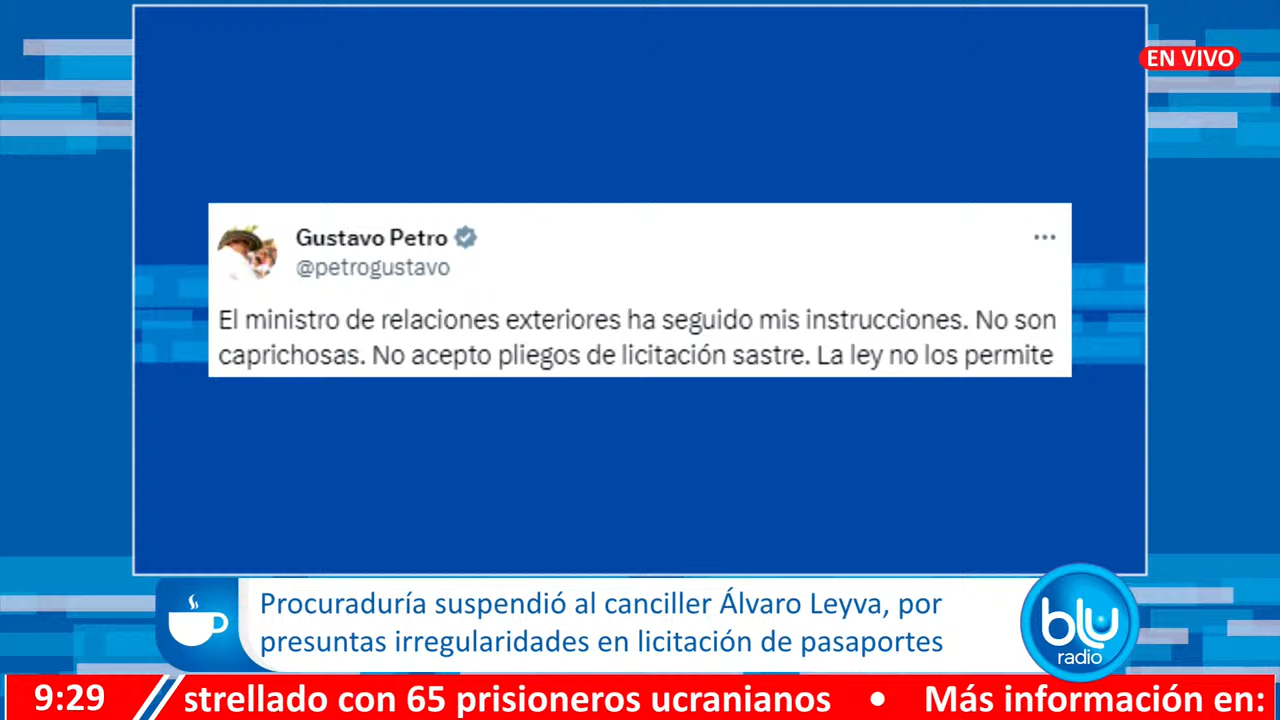 EN VIVO
Gustavo Petro
@petrogustavo
El ministro de relaciones exteriores ha seguido mis instrucciones. No son
caprichosas. No acepto pliegos de licitación sastre. La ley no los permite
Procuraduría suspendió al canciller Álvaro Leyva, por
presuntas irregularidades en licitación de pasaportes
blu
radio
9:29 strellado con 65 prisioneros ucranianos • Más información en: